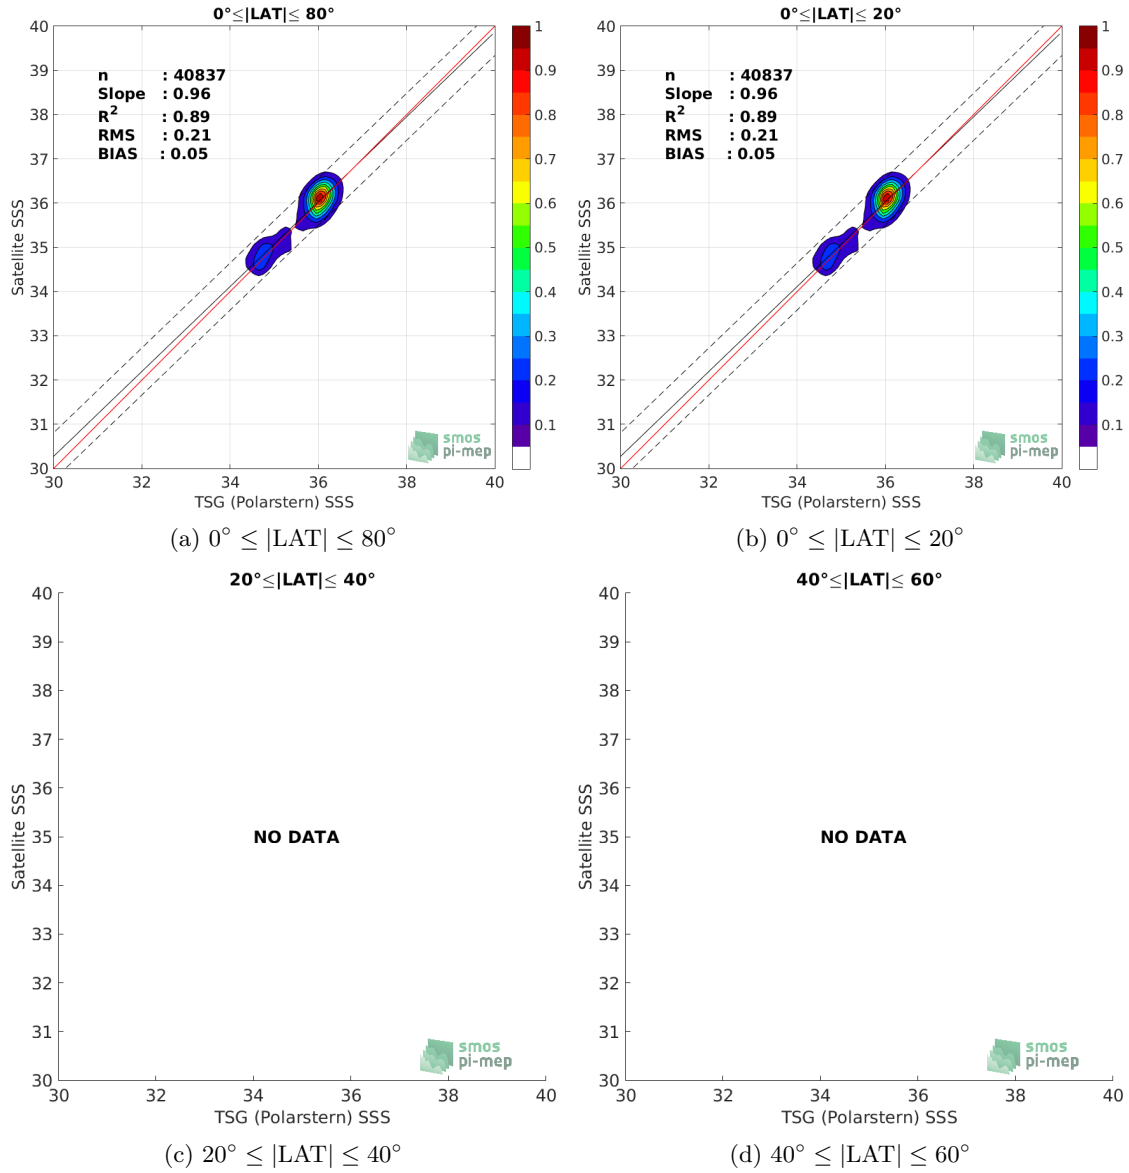 0°≤|LAT|≤ 80°
40
39
38
37
36
35
34
33
32
31
30
Satellite SSS
n : 40837
Slope : 0.96
R² : 0.89
RMS : 0.21
BIAS : 0.05
smos
pi-mep
30 32 34 36 38 40
TSG (Polarstern) SSS
1
0.9
0.8
0.7
0.6
0.5
0.4
0.3
0.2
0.1
(a) 0° ≤ |LAT| ≤ 80°
0°≤|LAT|≤ 20°
40
39
38
37
36
35
34
33
32
31
30
Satellite SSS
n : 40837
Slope : 0.96
R² : 0.89
RMS : 0.21
BIAS : 0.05
smos
pi-mep
30 32 34 36 38 40
TSG (Polarstern) SSS
1
0.9
0.8
0.7
0.6
0.5
0.4
0.3
0.2
0.1
(b) 0° ≤ |LAT| ≤ 20°
20°≤|LAT|≤ 40°
40
39
38
37
36
35
34
33
32
31
30
Satellite SSS
NO DATA
smos
pi-mep
30 32 34 36 38 40
TSG (Polarstern) SSS
(c) 20° ≤ |LAT| ≤ 40°
40°≤|LAT|≤ 60°
40
39
38
37
36
35
34
33
32
31
30
Satellite SSS
NO DATA
smos
pi-mep
30 32 34 36 38 40
TSG (Polarstern) SSS
(d) 40° ≤ |LAT| ≤ 60°